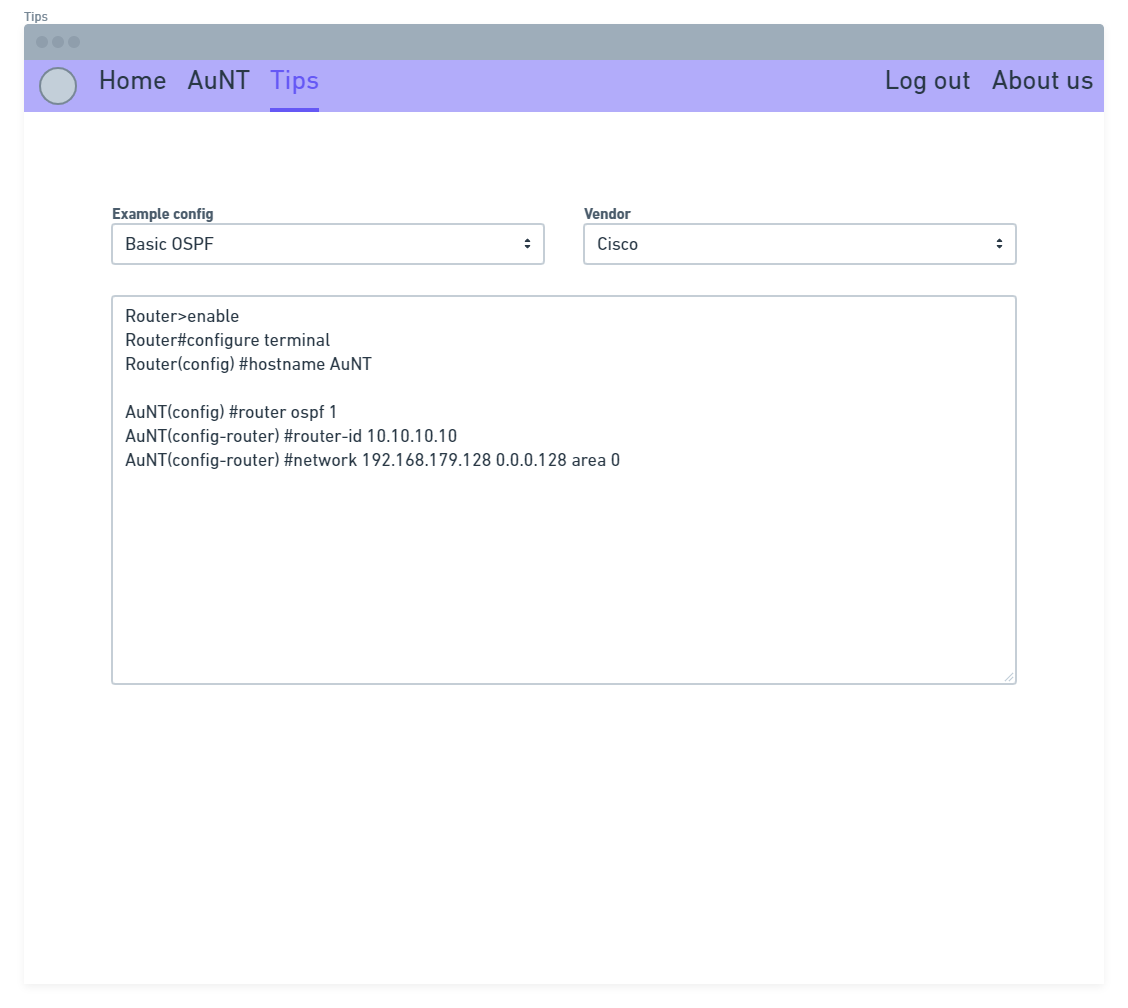 Tips
Home AuNT Tips Log out About us
Example config Vendor
Basic OSPF Cisco
Router>enable
Router#configure terminal
Router(config) #hostname AuNT
AuNT(config) #router ospf 1
AuNT(config-router) #router-id 10.10.10.10
AuNT(config-router) #network 192.168.179.128 0.0.0.128 area 0